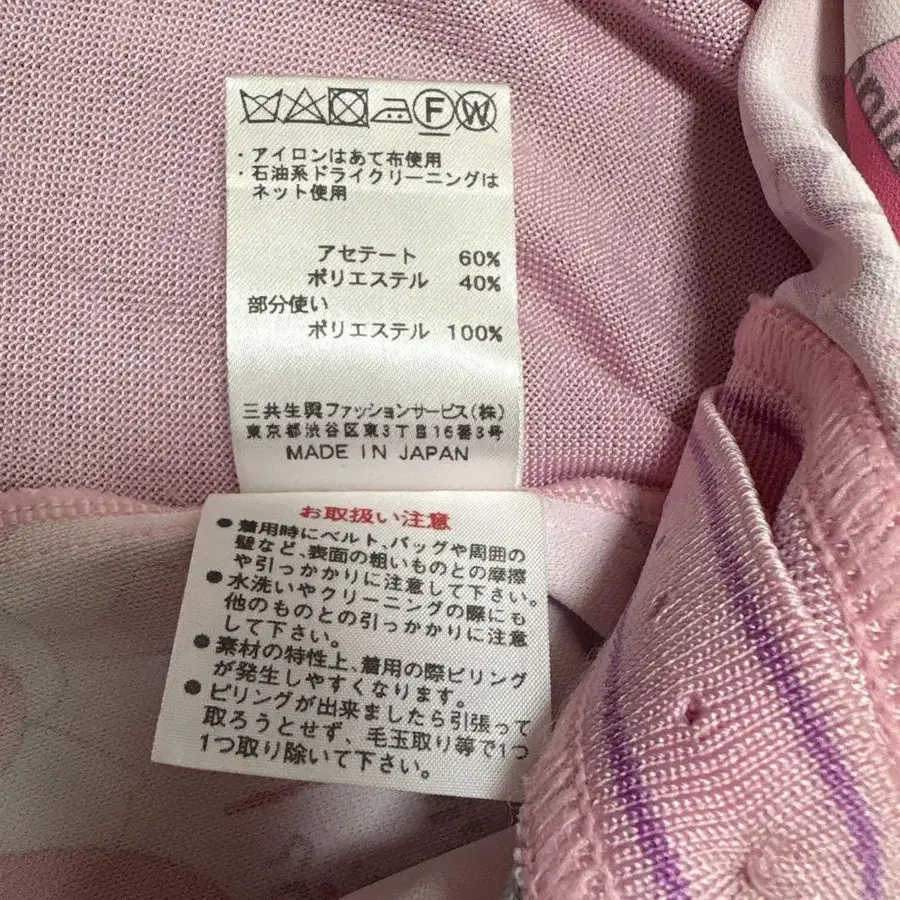 F W
・アイロンはあて布使用
・石油系ドライクリーニングは
ネット使用
アセテート 60%
ポリエステル 40%
部分使い
ポリエステル 100%
三共生興ファッションサービス(株)
東京都渋谷区東3丁目16番3号
MADE IN JAPAN
お取扱い注意
●着用時にベルト、バッグや周囲の
壁など、表面の粗いものとの摩擦
や引っかかりに注意して下さい。
●水洗いやクリーニングの際にも
他のものとの引っかかりに注意
して下さい。
●素材の特性上、着用の際ピリング
が発生しやすくなります。
●ピリングが出来ましたら引張って
取ろうとせず、毛玉取り等で1つ
1つ取り除いて下さい。